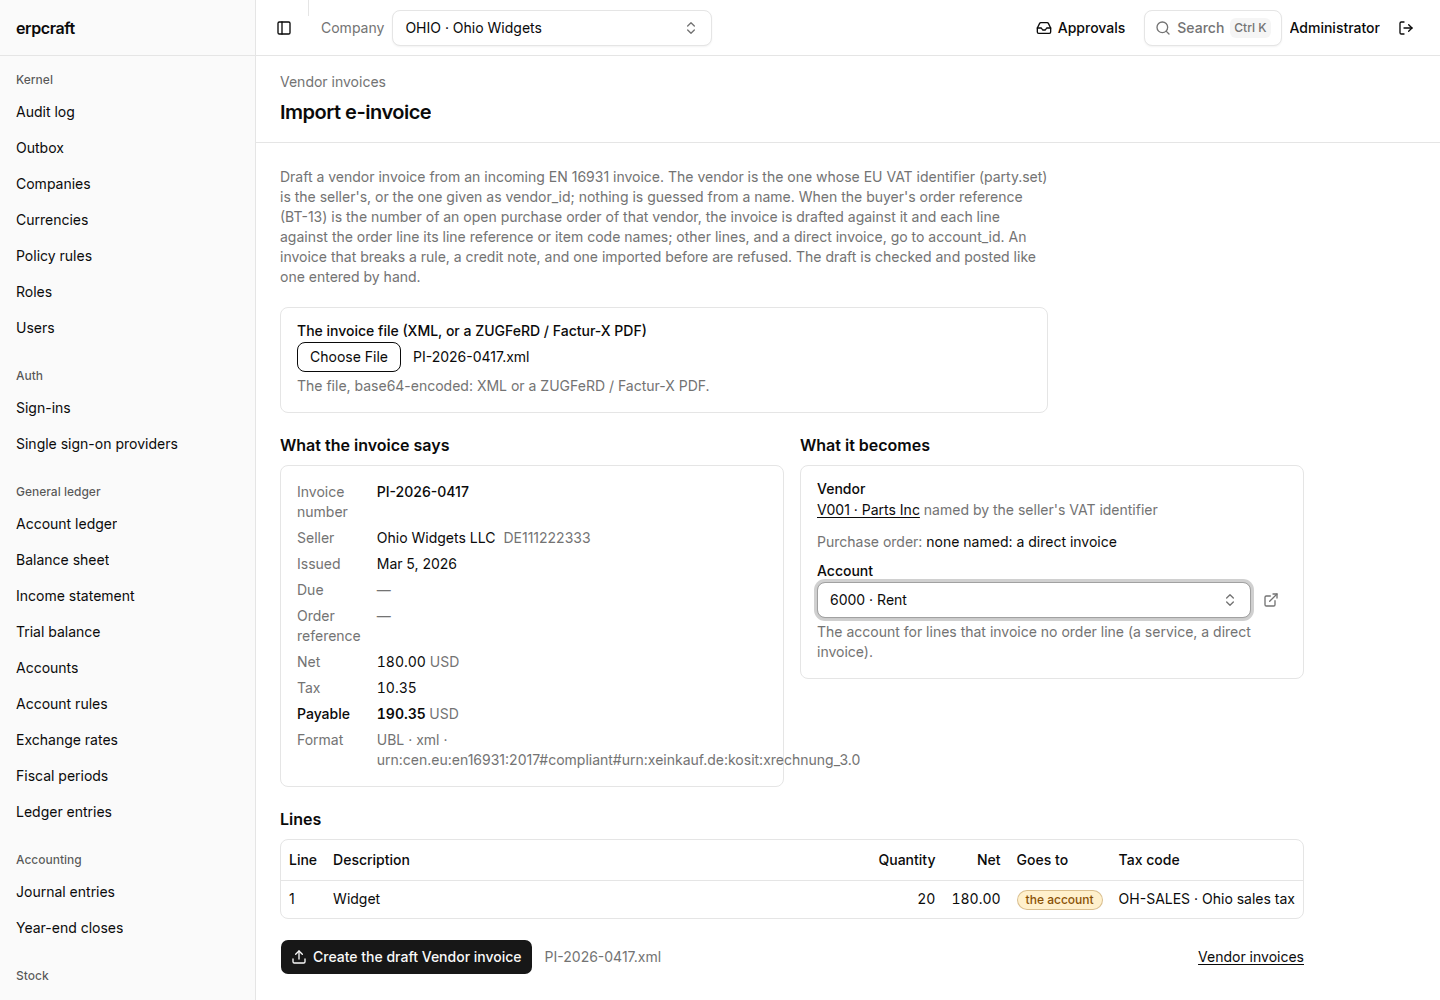 erpcraft
Company
OHIO · Ohio Widgets
Approvals
Search Ctrl K
Administrator
Kernel
Audit log
Outbox
Companies
Currencies
Policy rules
Roles
Users
Auth
Sign-ins
Single sign-on providers
General ledger
Account ledger
Balance sheet
Income statement
Trial balance
Accounts
Account rules
Exchange rates
Fiscal periods
Ledger entries
Accounting
Journal entries
Year-end closes
Stock
Vendor invoices
Import e-invoice
Draft a vendor invoice from an incoming EN 16931 invoice. The vendor is the one whose EU VAT identifier (party.set)
is the seller's, or the one given as vendor_id; nothing is guessed from a name. When the buyer's order reference
(BT-13) is the number of an open purchase order of that vendor, the invoice is drafted against it and each line
against the order line its line reference or item code names; other lines, and a direct invoice, go to account_id. An
invoice that breaks a rule, a credit note, and one imported before are refused. The draft is checked and posted like
one entered by hand.
The invoice file (XML, or a ZUGFeRD / Factur-X PDF)
Choose File PI-2026-0417.xml
The file, base64-encoded: XML or a ZUGFeRD / Factur-X PDF.
What the invoice says
Invoice number PI-2026-0417
Seller Ohio Widgets LLC DE111222333
Issued Mar 5, 2026
Due —
Order reference —
Net 180.00 USD
Tax 10.35
Payable 190.35 USD
Format UBL · xml ·
urn:cen.eu:en16931:2017#compliant#urn:xeinkauf.de:kosit:xrechnung_3.0
What it becomes
Vendor
V001 · Parts Inc named by the seller's VAT identifier
Purchase order: none named: a direct invoice
Account
6000 · Rent
The account for lines that invoice no order line (a service, a direct
invoice).
Lines
Line Description Quantity Net Goes to Tax code
1 Widget 20 180.00 the account OH-SALES · Ohio sales tax
Create the draft Vendor invoice PI-2026-0417.xml Vendor invoices